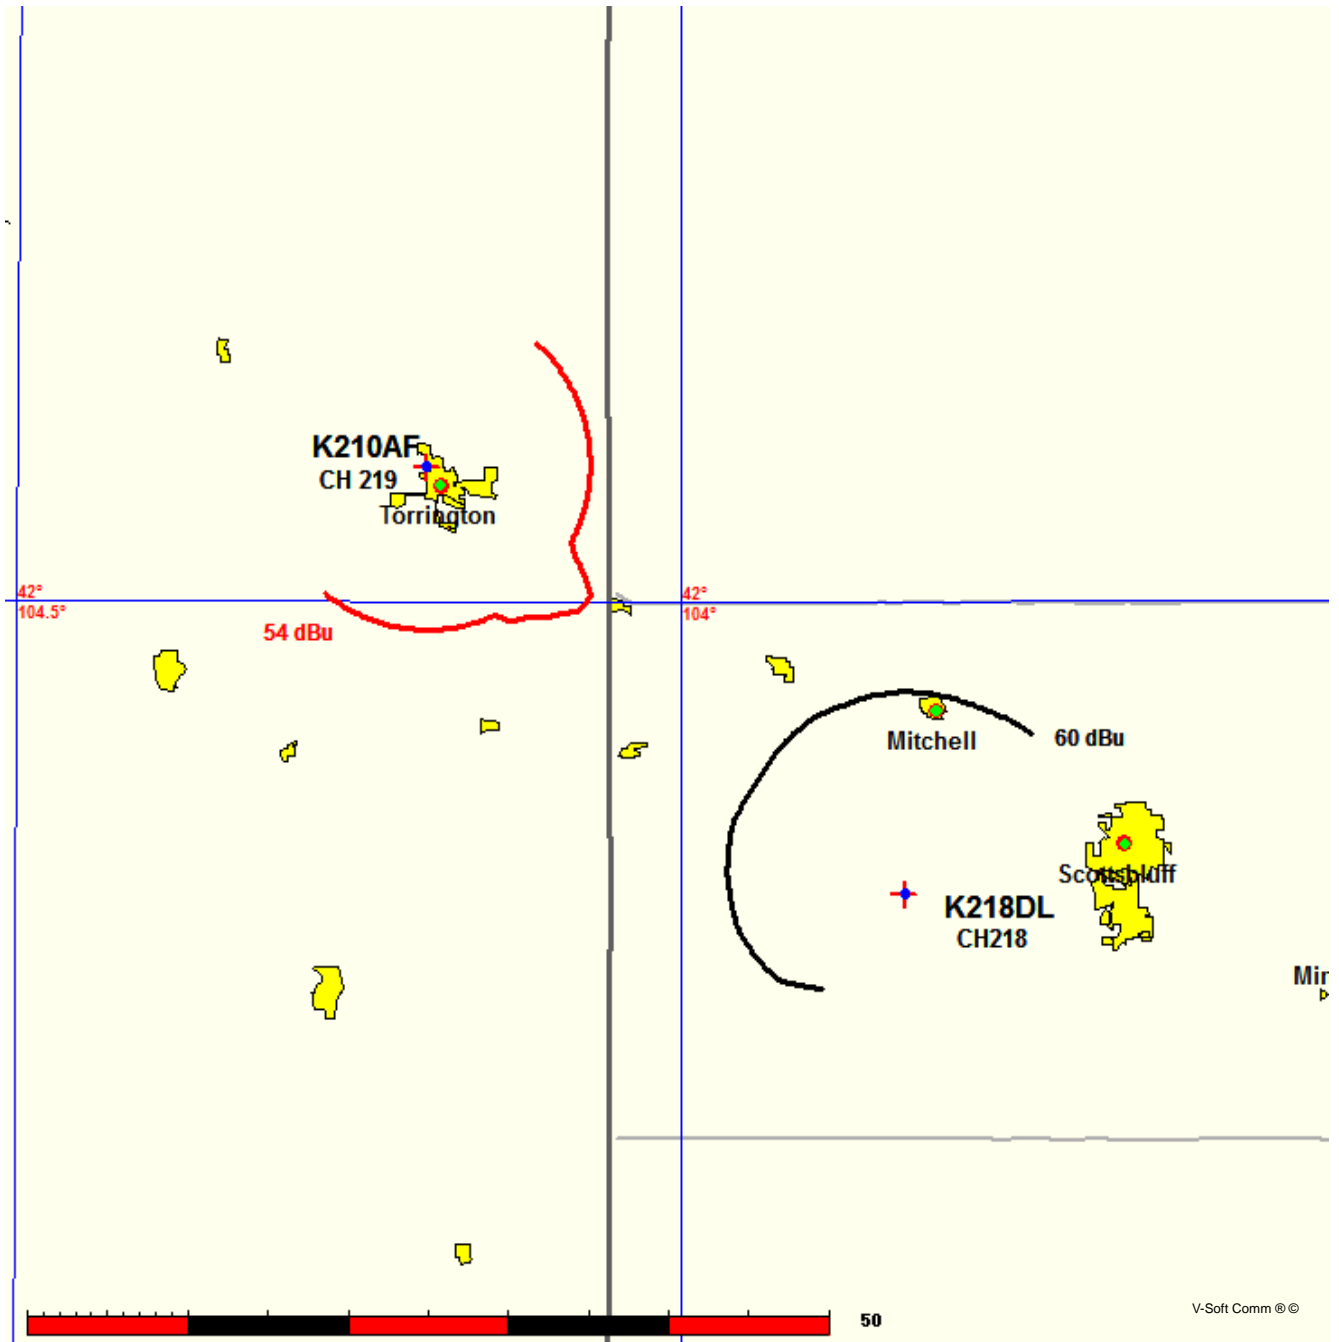 K210AF
CH 219
Torrington
42°
104.5°
42°
104°
54 dBu
Mitchell
60 dBu
Scottsbluff
K218DL
CH218
Min
50
V-Soft Comm ® ©